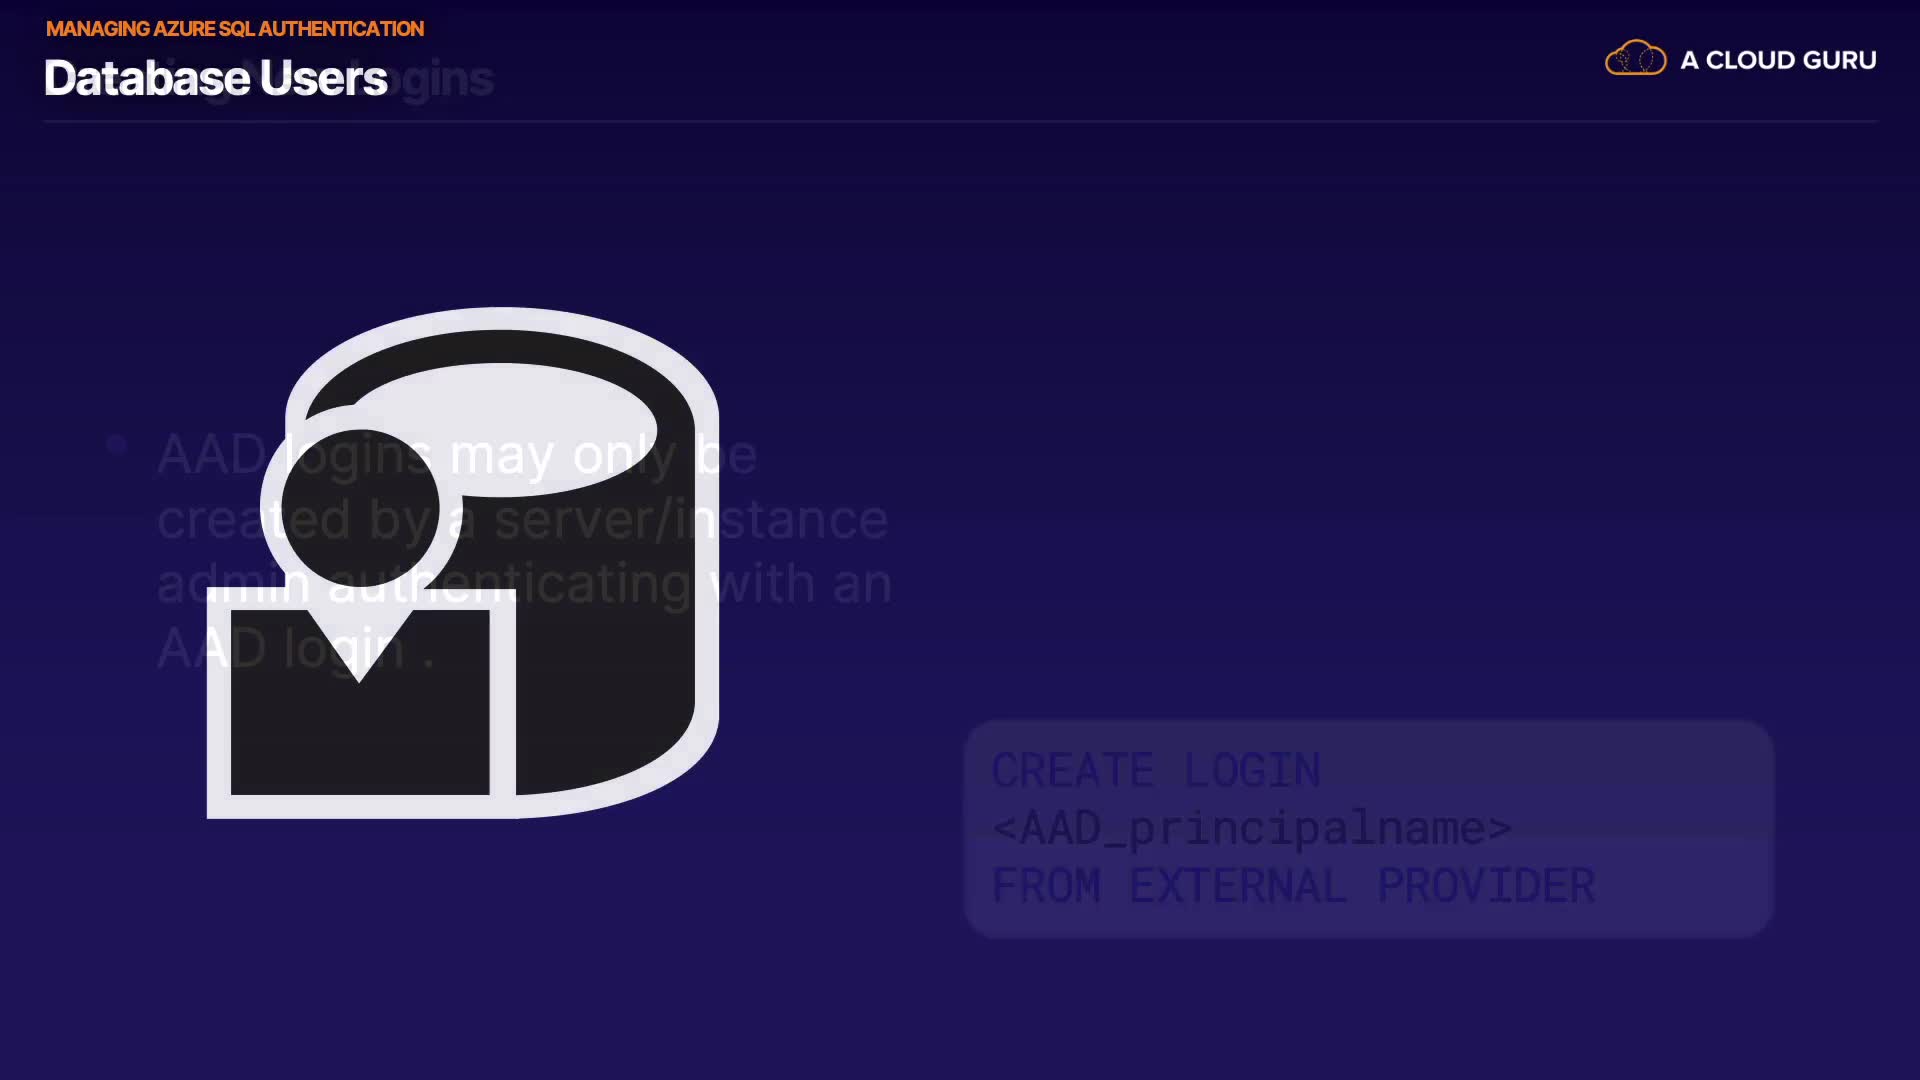 MANAGING AZURE SQL AUTHENTICATION
Database Users
Logins
A CLOUD GURU
AAD logins may only be
created by a server/instance
admin authenticating with an
AAD login .
CREATE LOGIN
<AAD_principalname>
FROM EXTERNAL PROVIDER